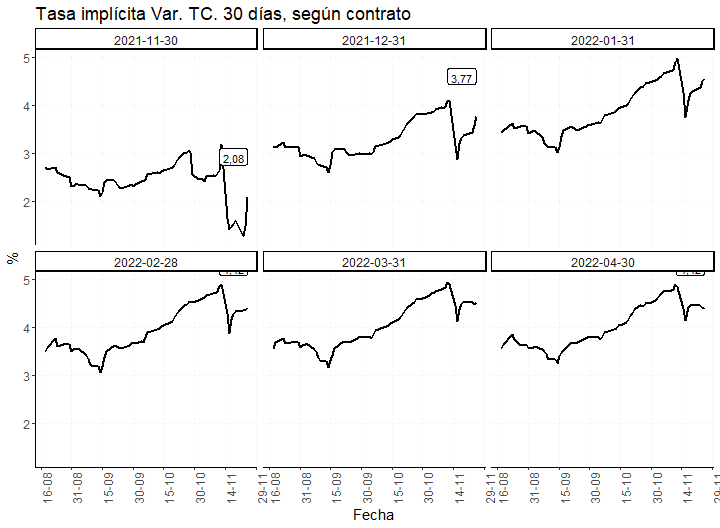 Tasa implícita Var. TC. 30 días, según contrato
2021-11-30 2021-12-31 2022-01-31
5
4
3
2
2,08
3,77
%
2022-02-28 2022-03-31 2022-04-30
5
4
3
2
16-08 31-08 15-09 30-09 15-10 30-10 14-11 29-11 16-08 31-08 15-09 30-09 15-10 30-10 14-11 29-11 16-08 31-08 15-09 30-09 15-10 30-10 14-11 29-11
Fecha